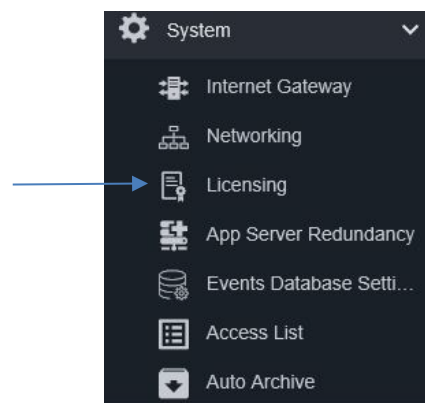 System
Internet Gateway
Networking
Licensing
App Server Redundancy
Events Database Setti...
Access List
Auto Archive